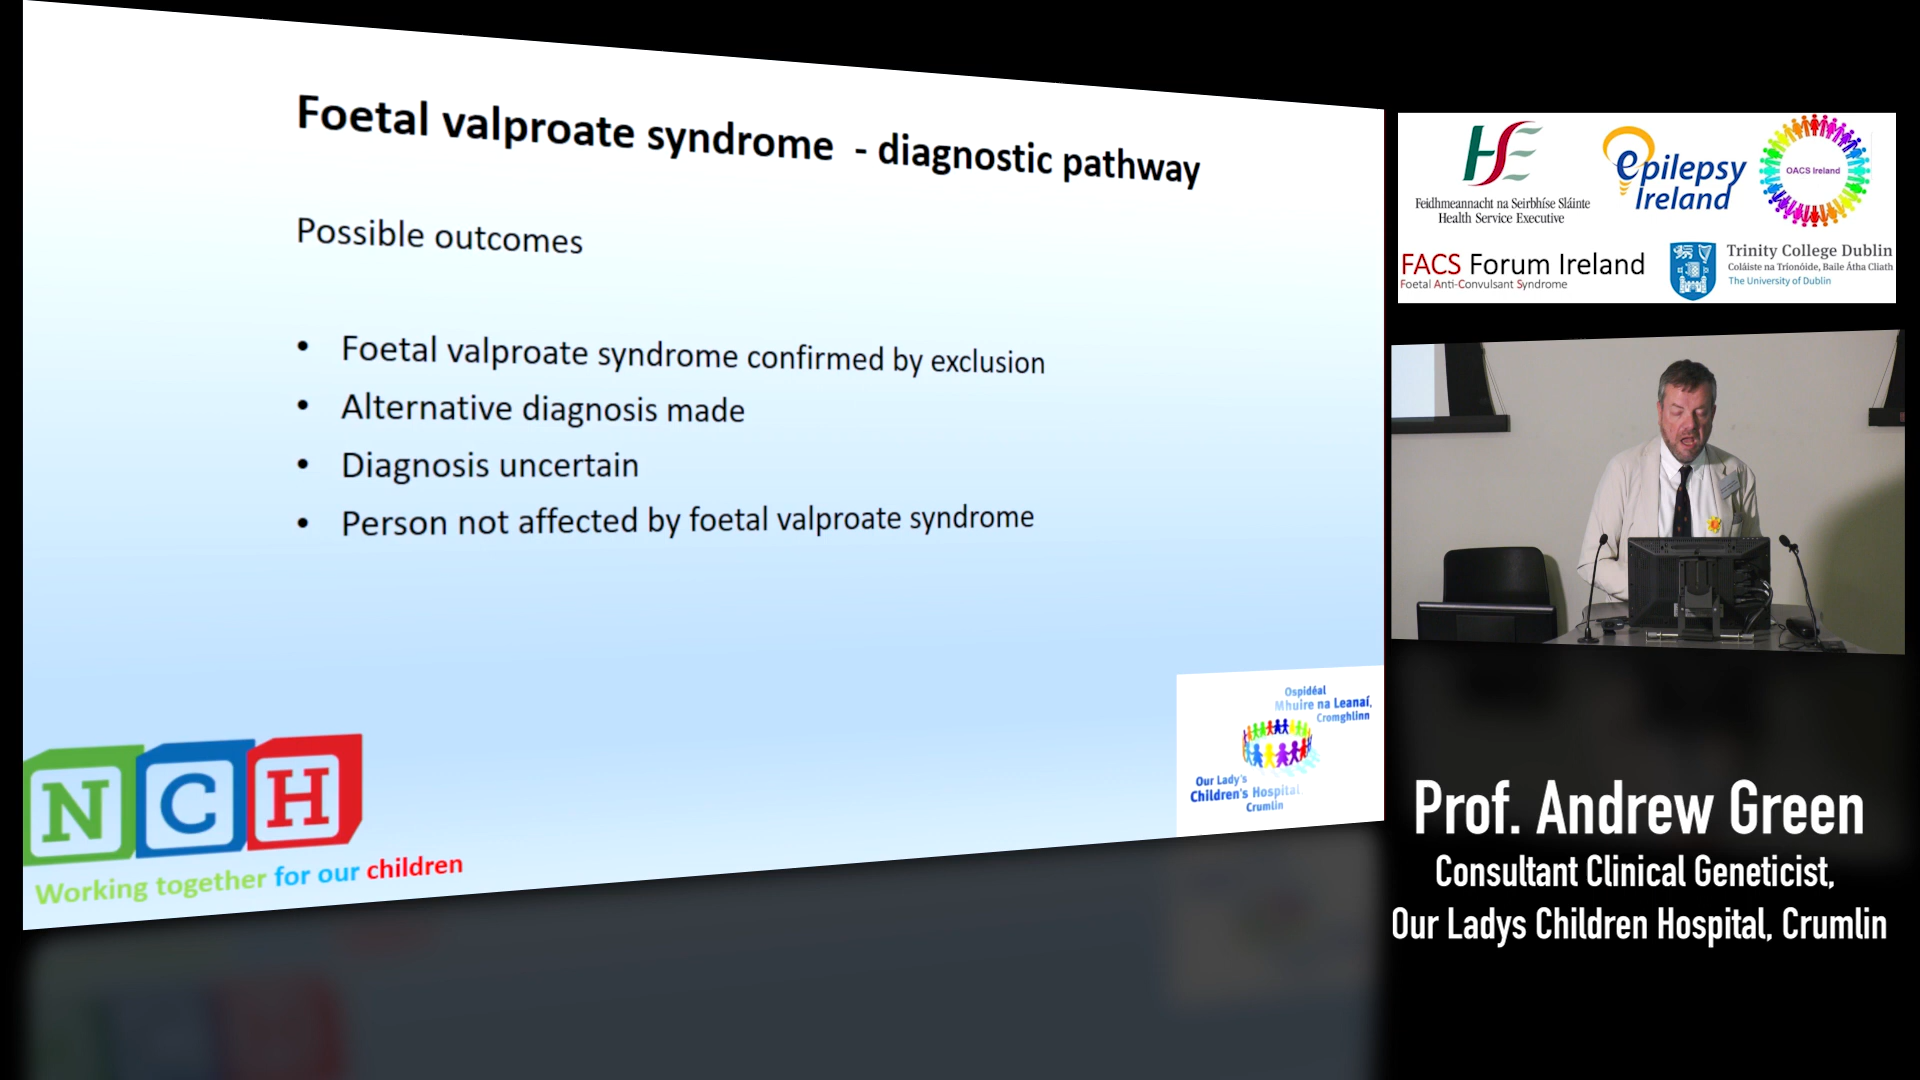 Foetal valproate syndrome - diagnostic pathway
Possible outcomes
• Foetal valproate syndrome confirmed by exclusion
• Alternative diagnosis made
• Diagnosis uncertain
• Person not affected by foetal valproate syndrome
NCH
Working together for our children
Ospidéal
Mhuire na Leanaí,
Cromghlinn
Our Lady's
Children's Hospital
Crumlin
HSE
Feidhmeannacht na Seirbhíse Sláinte
Health Service Executive
epilepsy
Ireland
OACS Ireland
FACS Forum Ireland
Foetal Anti-Convulsant Syndrome
Trinity College Dublin
Coláiste na Tríonóide, Baile Átha Cliath
The University of Dublin
Prof. Andrew Green
Consultant Clinical Geneticist,
Our Ladys Children Hospital, Crumlin